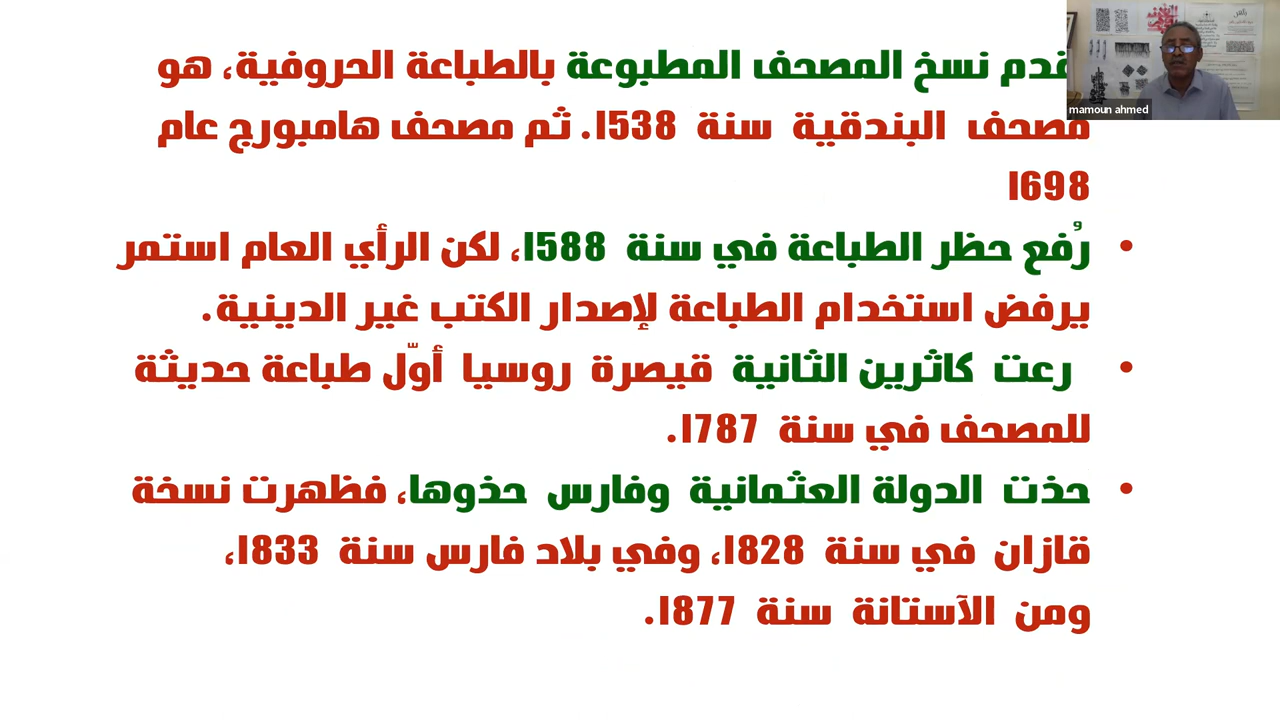 نسخ المصحف المطبوعة بالطباعة الحروفية، هو
مصحف البندقية سنة 1538. ثم مصحف هامبورج عام
1698
• رُفع حظر الطباعة في سنة 1588، لكن الرأي العام استمر
يرفض استخدام الطباعة لإصدار الكتب غير الدينية.
• رعت كاثرين الثانية قيصرة روسيا أوّل طباعة حديثة
للمصحف في سنة 1787.
• حذت الدولة العثمانية وفارس حذوها، فظهرت نسخة
قازان في سنة 1828، وفي بلاد فارس سنة 1833،
ومن الآستانة سنة 1877.
mamoun ahmed